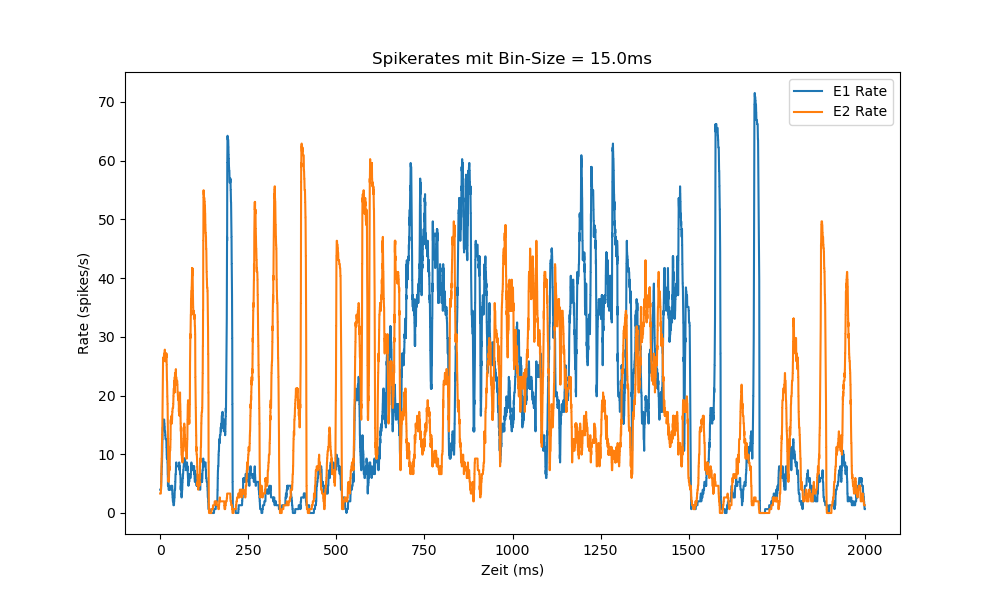 Spikerates mit Bin-Size = 15.0ms
E1 Rate
E2 Rate
70
60
50
40
30
20
10
0
Rate (spikes/s)
0 250 500 750 1000 1250 1500 1750 2000
Zeit (ms)